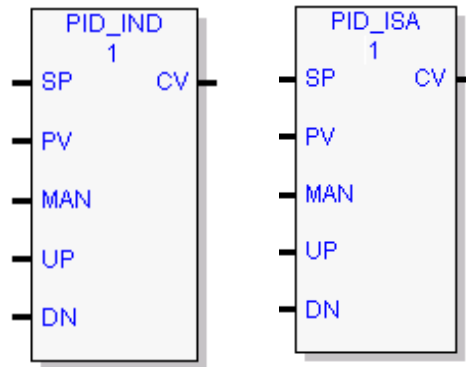 PID_IND
1
SP CV
PV
MAN
UP
DN
PID_ISA
1
SP CV
PV
MAN
UP
DN